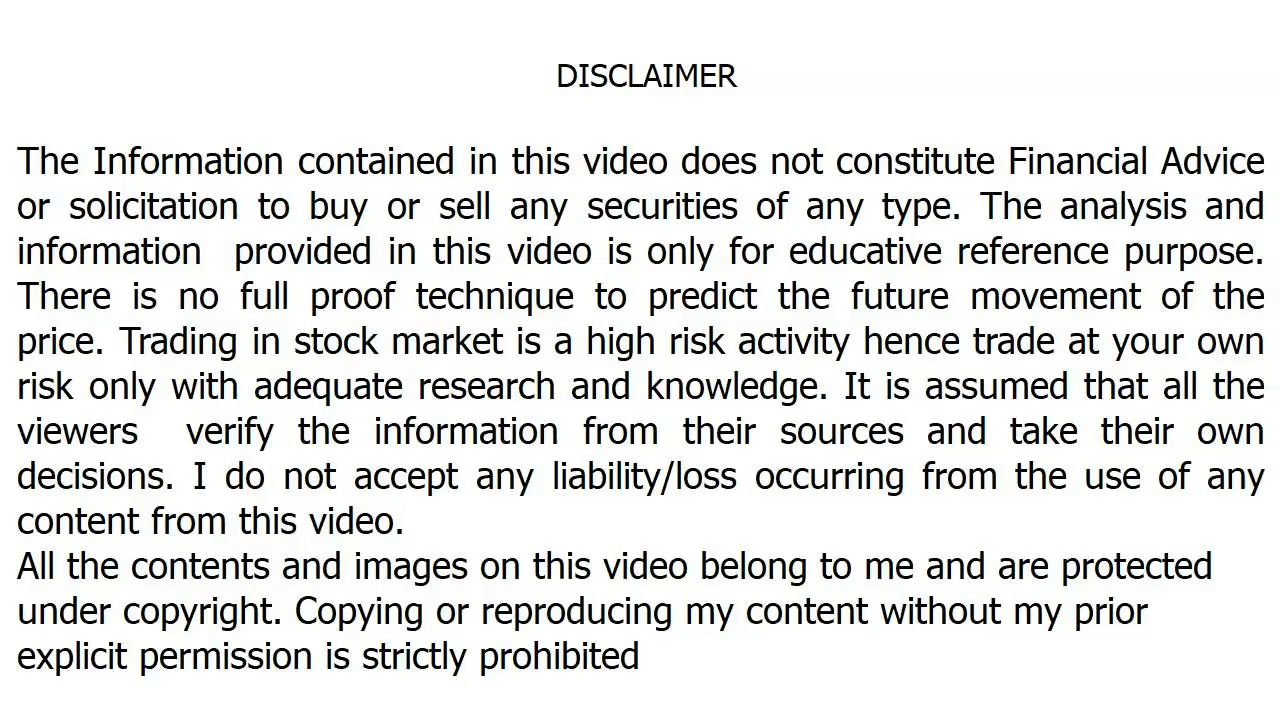 DISCLAIMER
The Information contained in this video does not constitute Financial Advice
or solicitation to buy or sell any securities of any type. The analysis and
information provided in this video is only for educative reference purpose.
There is no full proof technique to predict the future movement of the
price. Trading in stock market is a high risk activity hence trade at your own
risk only with adequate research and knowledge. It is assumed that all the
viewers verify the information from their sources and take their own
decisions. I do not accept any liability/loss occurring from the use of any
content from this video.
All the contents and images on this video belong to me and are protected
under copyright. Copying or reproducing my content without my prior
explicit permission is strictly prohibited